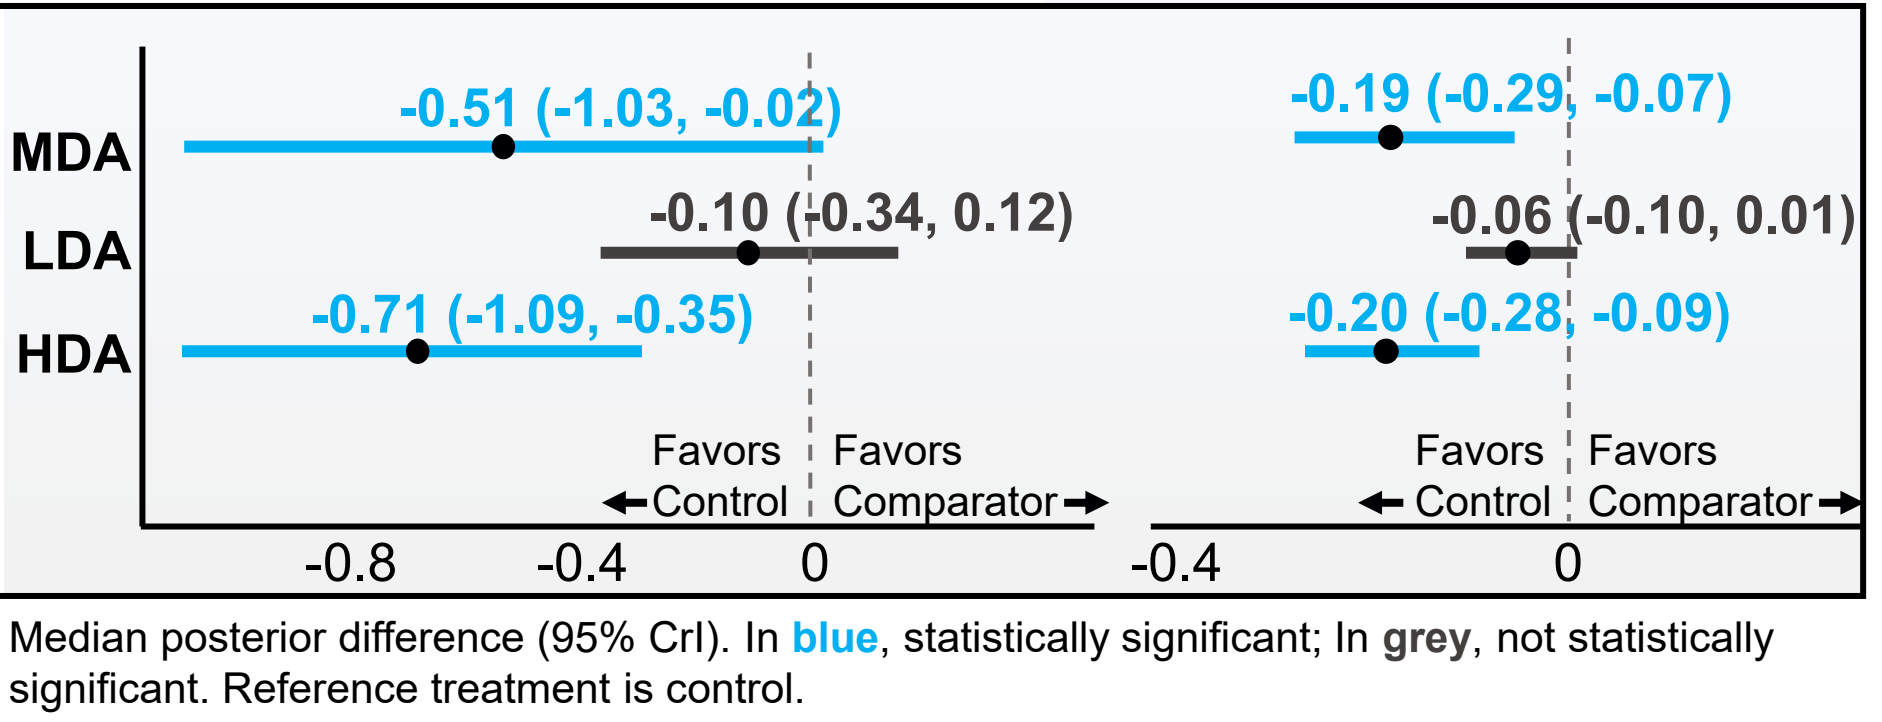 MDA -0.51 (-1.03, -0.02) -0.19 (-0.29, -0.07)
LDA -0.10 (-0.34, 0.12) -0.06 (-0.10, 0.01)
HDA -0.71 (-1.09, -0.35) -0.20 (-0.28, -0.09)
Favors Favors Favors Favors
Control Comparator Control Comparator
-0.8 -0.4 0 -0.4 0
Median posterior difference (95% CrI). In blue, statistically significant; In grey, not statistically
significant. Reference treatment is control.